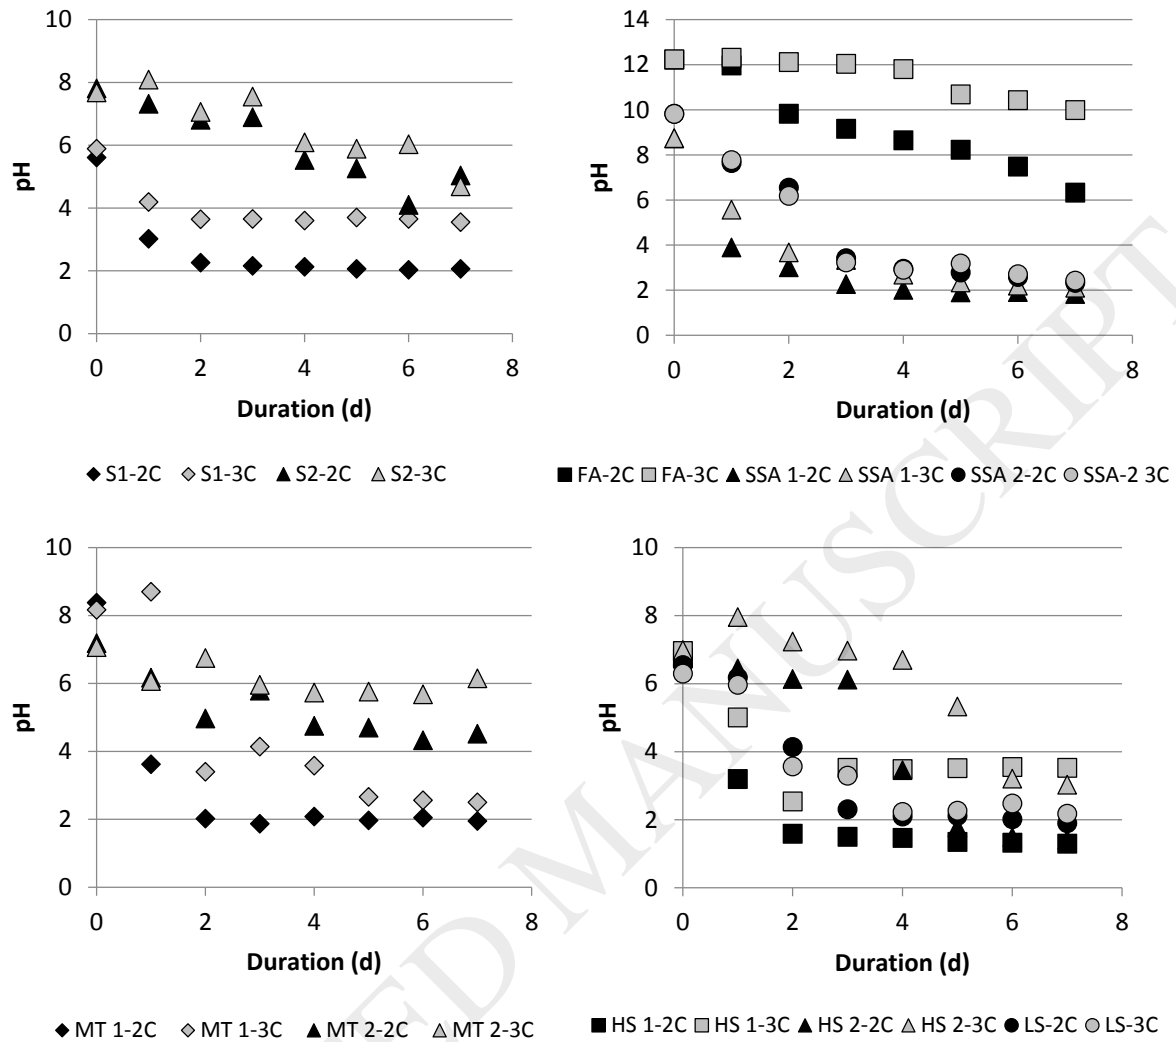 10
8
6
4
2
0
pH
0 2 4 6 8
Duration (d)
S1-2C S1-3C S2-2C S2-3C
14
12
10
8
6
4
2
0
pH
0 2 4 6 8
Duration (d)
FA-2C FA-3C SSA 1-2C SSA 1-3C SSA 2-2C SSA-2 3C
10
8
6
4
2
0
pH
0 2 4 6 8
Duration (d)
MT 1-2C MT 1-3C MT 2-2C MT 2-3C
10
8
6
4
2
0
pH
0 2 4 6 8
Duration (d)
HS 1-2C HS 1-3C HS 2-2C HS 2-3C LS-2C LS-3C
ED MANUSCRIPT